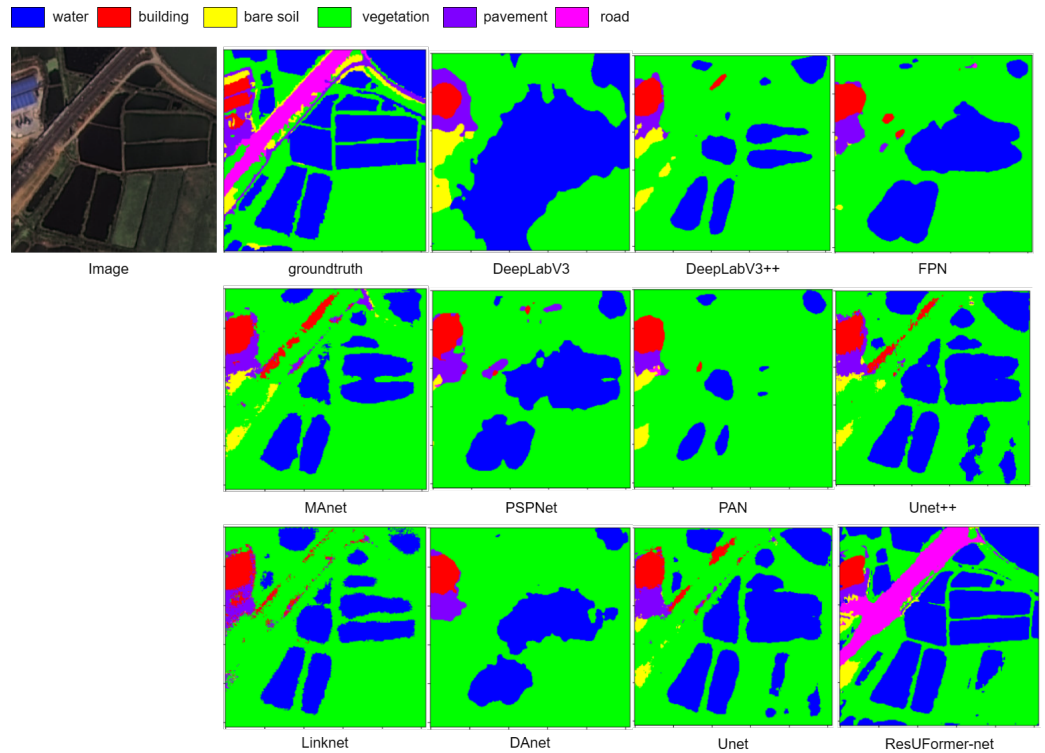 water building bare soil vegetation pavement road
Image groundtruth DeepLabV3 DeepLabV3++ FPN
MAnet PSPNet PAN Unet++
Linknet DAnet Unet ResUFormer-net